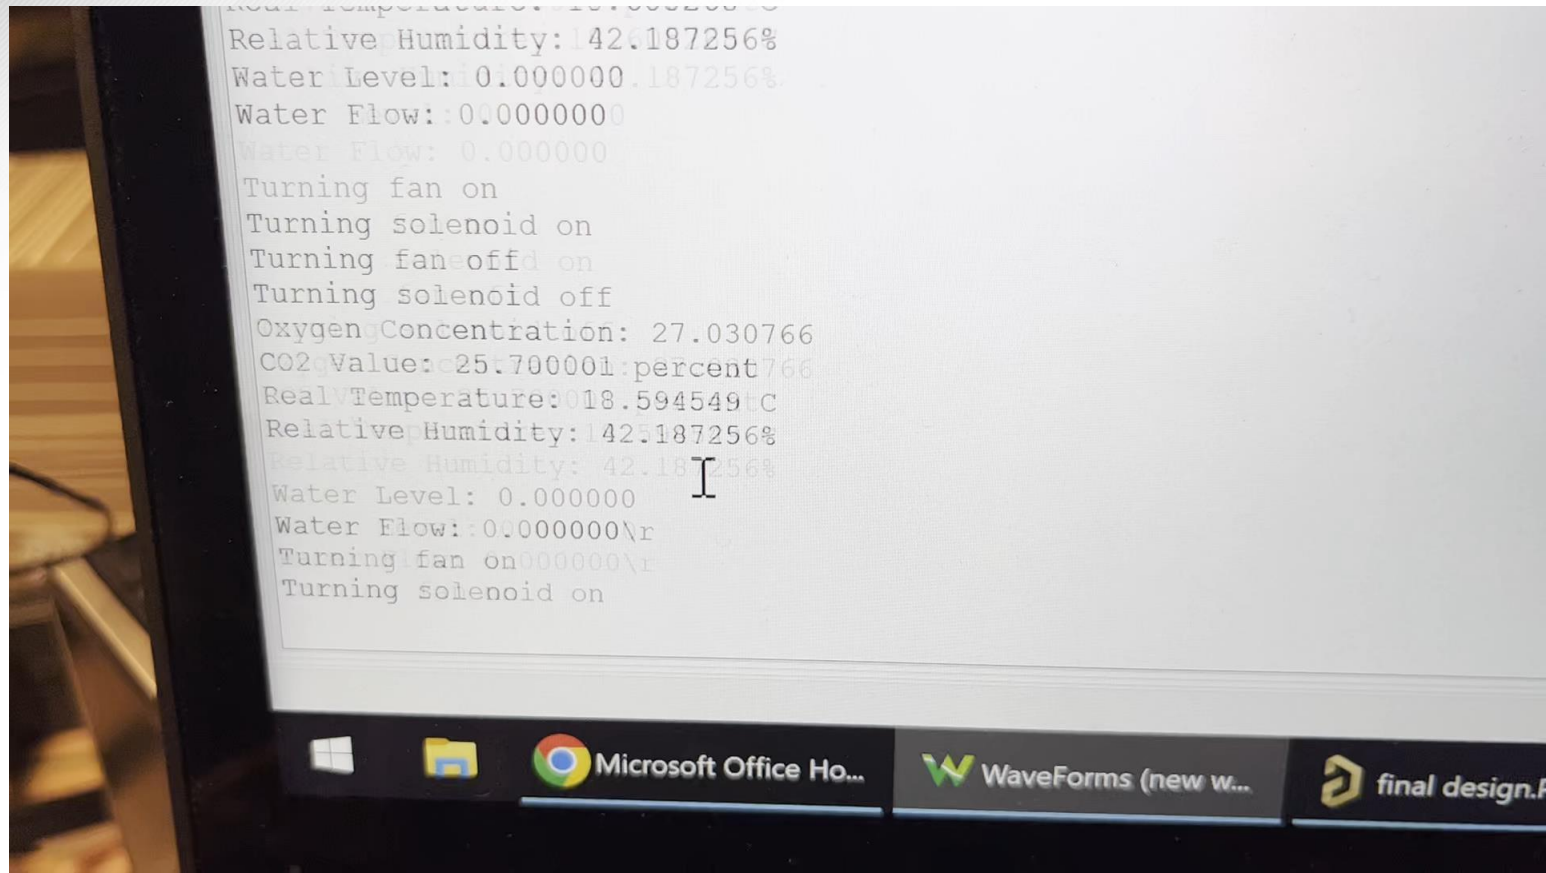 Relative Humidity: 42.187256%
Water Level: 0.000000
Water Flow: 0.000000
Turning fan on
Turning solenoid on
Turning fan off
Turning solenoid off
Oxygen Concentration: 27.030766
CO2 Value: 25.700001 percent
Real Temperature: 18.594549 C
Relative Humidity: 42.187256%
Water Level: 0.000000
Water Flow: 0.000000\r
Turning fan on
Turning solenoid on
Microsoft Office Ho...
WaveForms (new w...
final design.P